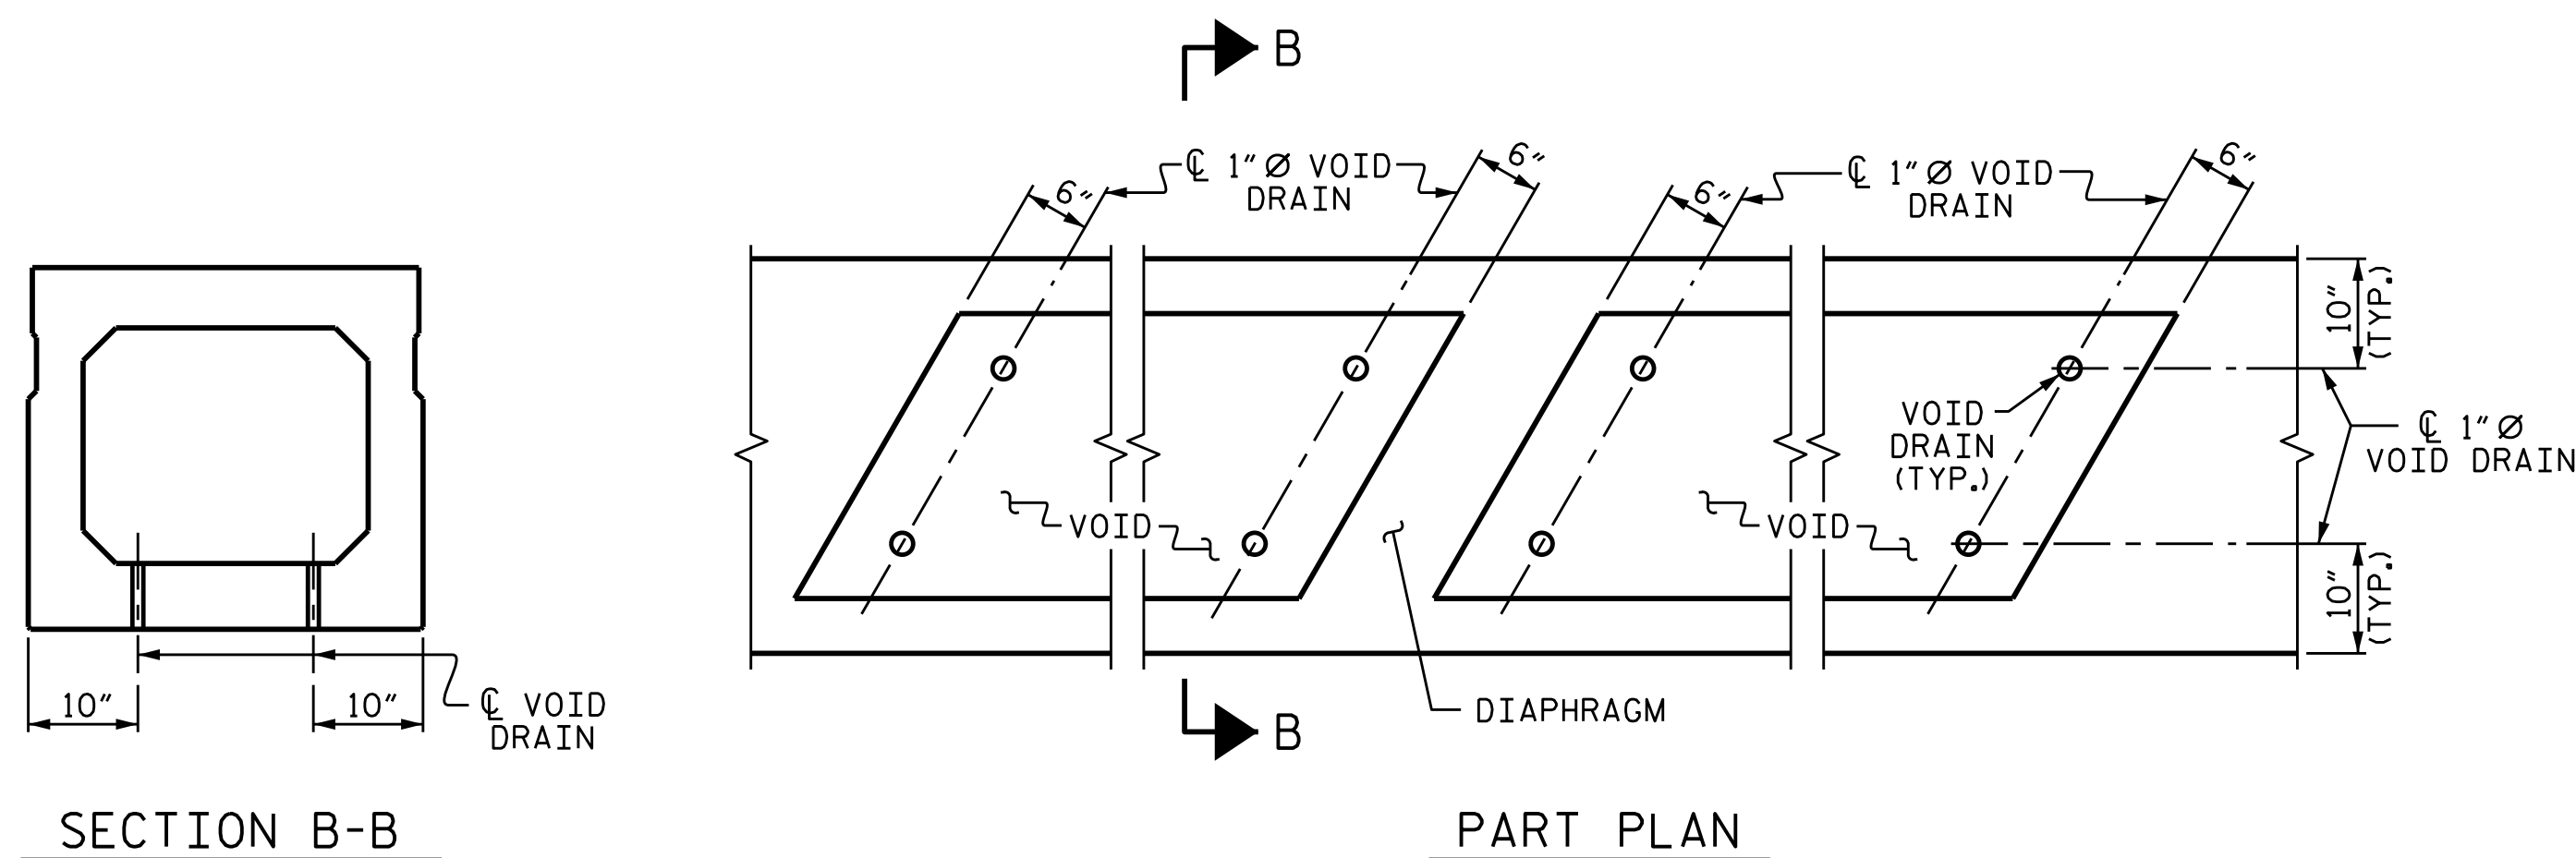 B
℄ 1"Ø VOID
DRAIN
℄ 1"Ø VOID
DRAIN
6"
6"
6"
6"
10"
(TYP.)
VOID
DRAIN
(TYP.)
℄ 1"Ø
VOID DRAIN
VOID
VOID
10"
(TYP.)
10"
10"
℄ VOID
DRAIN
DIAPHRAGM
B
SECTION B-B
PART PLAN